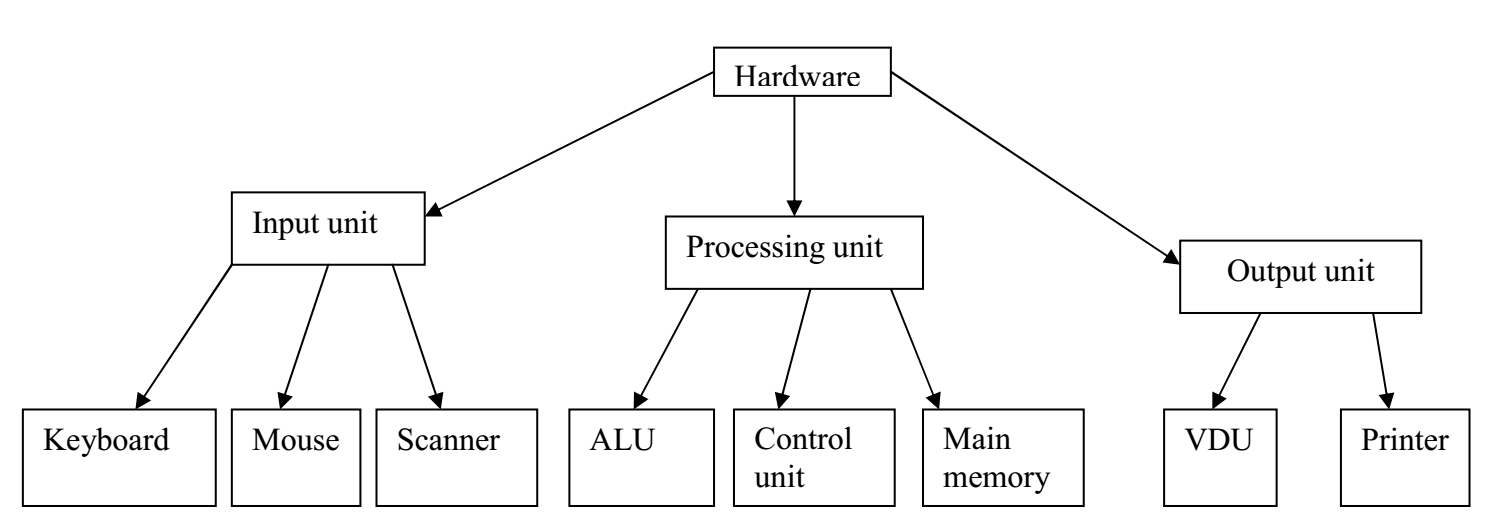 Hardware
Input unit
Processing unit
Output unit
Keyboard
Mouse
Scanner
ALU
Control
unit
Main
memory
VDU
Printer